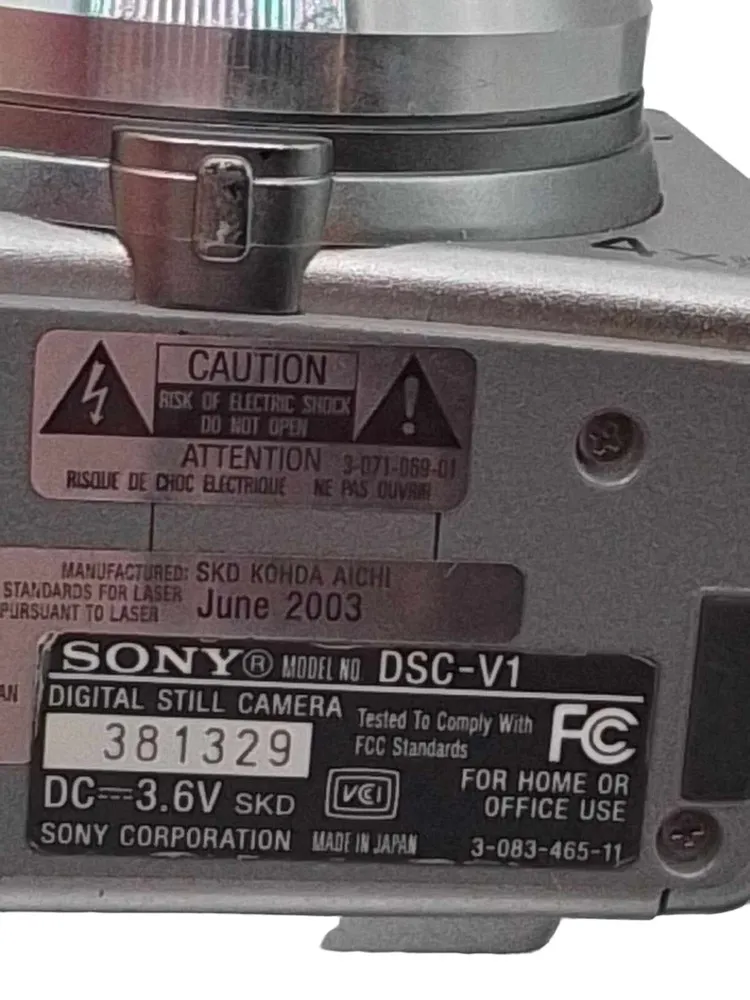 4X
CAUTION
RISK OF ELECTRIC SHOCK
DO NOT OPEN
ATTENTION 3-071-069-01
RISQUE DE CHOC ELECTRIQUE NE PAS OUVRIR
MANUFACTURED: SKD KOHDA AICHI
STANDARDS FOR LASER
PURSUANT TO LASER June 2003
SONY® MODEL NO DSC-V1
DIGITAL STILL CAMERA
381329
Tested To Comply With
FCC Standards
FC
DC⎓3.6V SKD
VCI
FOR HOME OR
OFFICE USE
SONY CORPORATION MADE IN JAPAN 3-083-465-11